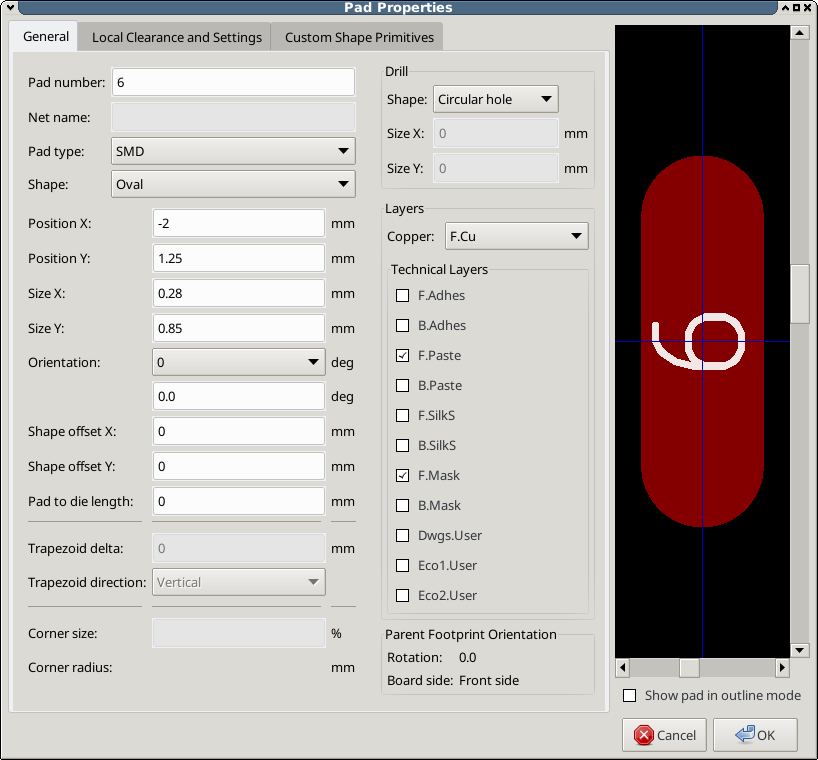 Pad Properties
General
Local Clearance and Settings
Custom Shape Primitives
Pad number: 6
Net name:
Pad type: SMD
Shape: Oval
Position X: -2 mm
Position Y: 1.25 mm
Size X: 0.28 mm
Size Y: 0.85 mm
Orientation: 0 deg
0.0 deg
Shape offset X: 0 mm
Shape offset Y: 0 mm
Pad to die length: 0 mm
Trapezoid delta: 0 mm
Trapezoid direction: Vertical
Corner size: %
Corner radius: mm
Drill
Shape: Circular hole
Size X: 0 mm
Size Y: 0 mm
Layers
Copper: F.Cu
Technical Layers
F.Adhes
B.Adhes
F.Paste
B.Paste
F.SilkS
B.SilkS
F.Mask
B.Mask
Dwgs.User
Eco1.User
Eco2.User
Parent Footprint Orientation
Rotation: 0.0
Board side: Front side
6
Show pad in outline mode
Cancel
OK